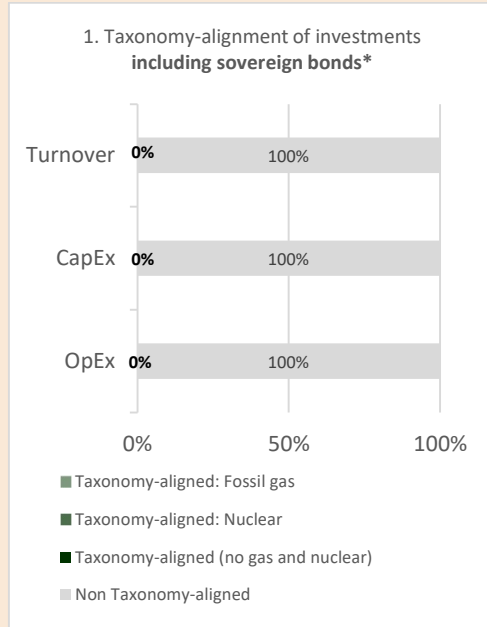 1. Taxonomy-alignment of investments
including sovereign bonds*
Turnover 0% 100%
CapEx 0% 100%
OpEx 0% 100%
0% 50% 100%
Taxonomy-aligned: Fossil gas
Taxonomy-aligned: Nuclear
Taxonomy-aligned (no gas and nuclear)
Non Taxonomy-aligned